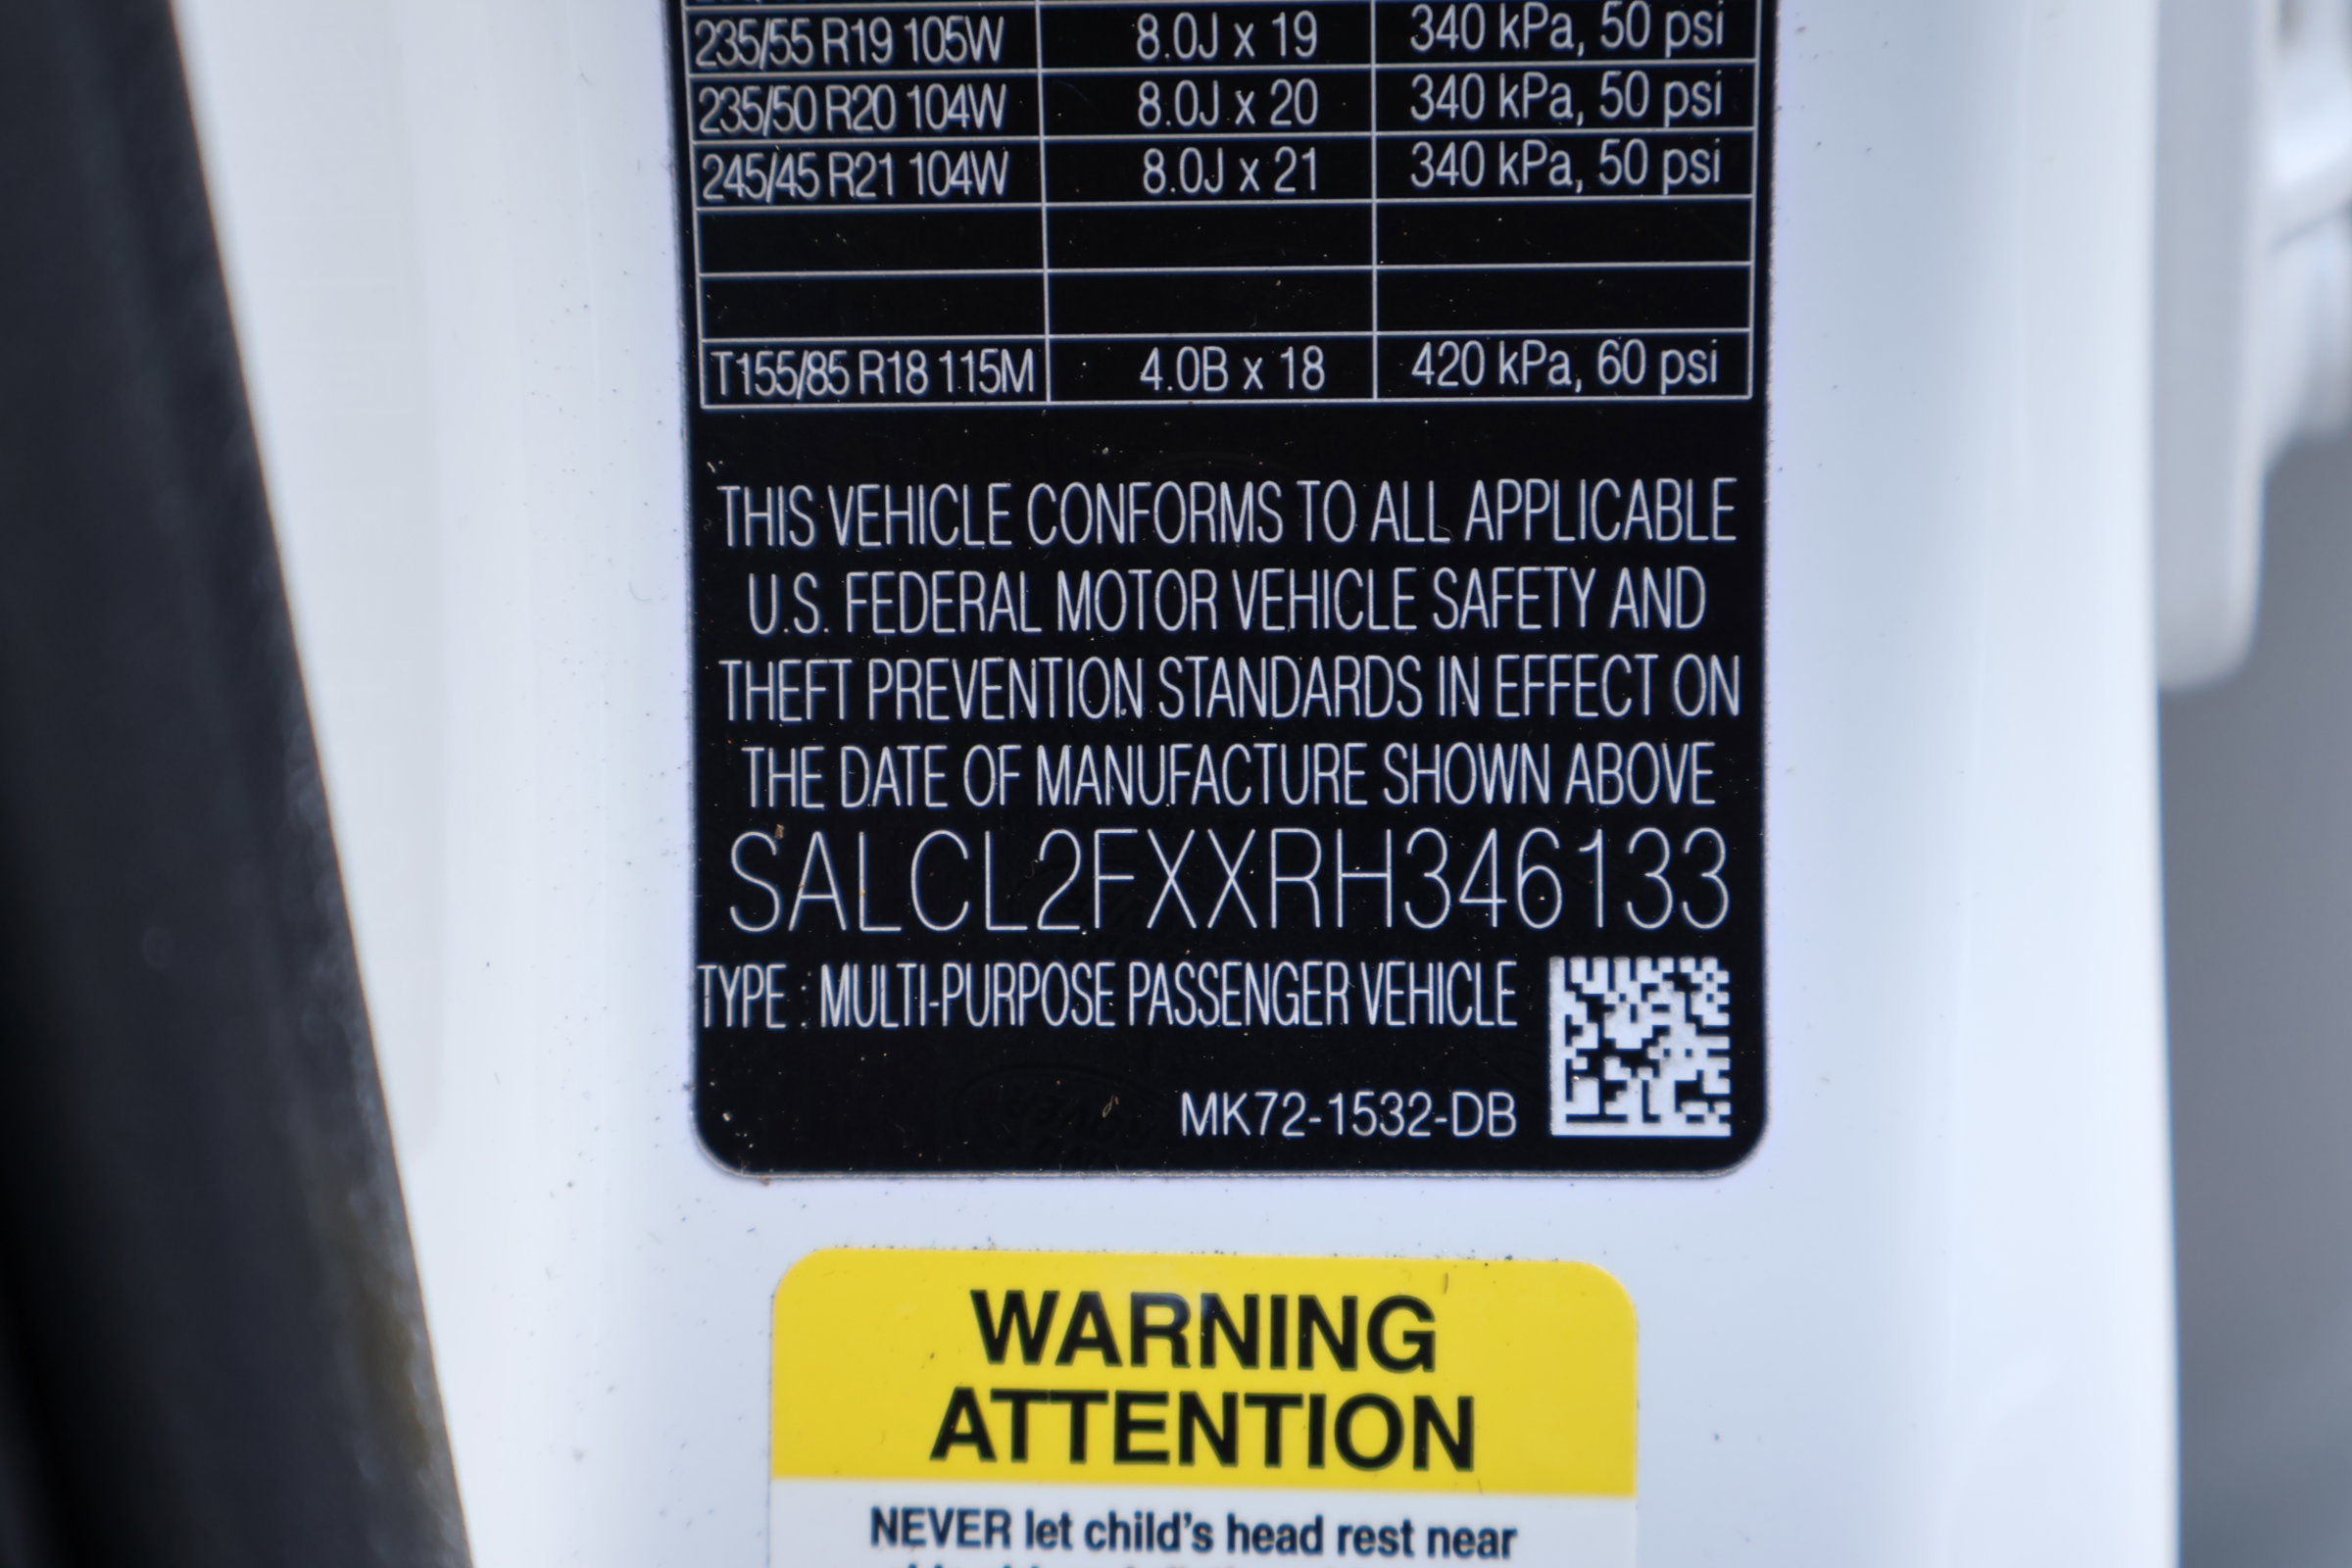 235/55 R19 105W 8.0J x 19 340 kPa, 50 psi
235/50 R20 104W 8.0J x 20 340 kPa, 50 psi
245/45 R21 104W 8.0J x 21 340 kPa, 50 psi
T155/85 R18 115M 4.0B x 18 420 kPa, 60 psi
THIS VEHICLE CONFORMS TO ALL APPLICABLE
U.S. FEDERAL MOTOR VEHICLE SAFETY AND
THEFT PREVENTION STANDARDS IN EFFECT ON
THE DATE OF MANUFACTURE SHOWN ABOVE
SALCL2FXXRH346133
TYPE : MULTI-PURPOSE PASSENGER VEHICLE
MK72-1532-DB
WARNING
ATTENTION
NEVER let child's head rest near